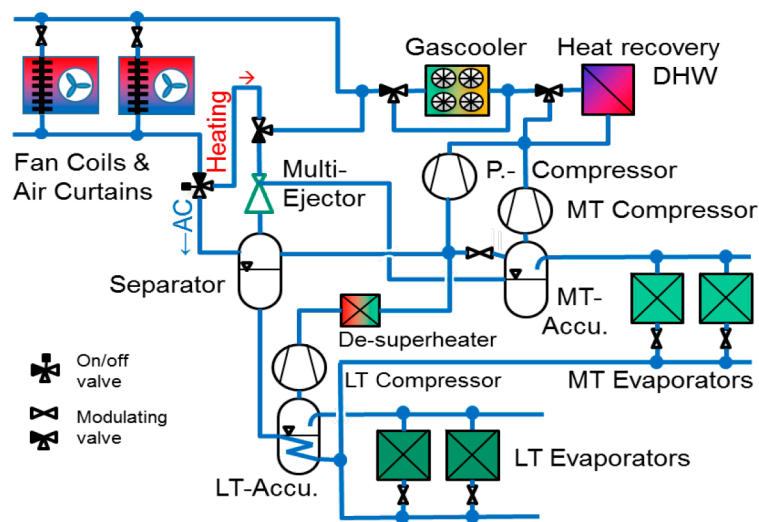 Gascooler
Heat recovery
DHW
Heating
Fan Coils &
Air Curtains
Multi-
Ejector
P.- Compressor
MT Compressor
←AC
Separator
MT-
Accu.
De-superheater
On/off
valve
LT Compressor
MT Evaporators
Modulating
valve
LT Evaporators
LT-Accu.